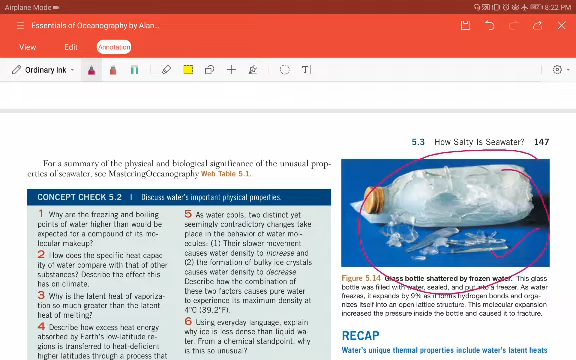 Airplane Mode
8:22 PM
Essentials of Oceanography by Alan...
View
Edit
Annotation
Ordinary Ink
5.3 How Salty Is Seawater? 147
For a summary of the physical and biological significance of the unusual prop-
erties of seawater, see MasteringOceanography Web Table 5.1.
CONCEPT CHECK 5.2 Discuss water's important physical properties.
1 Why are the freezing and boiling
points of water higher than would be
expected for a compound of its mo-
lecular makeup?
2 How does the specific heat capac-
ity of water compare with that of other
substances? Describe the effect this
has on climate.
3 Why is the latent heat of vaporiza-
tion so much greater than the latent
heat of melting?
4 Describe how excess heat energy
absorbed by Earth's low-latitude re-
gions is transferred to heat-deficient
higher latitudes through a process that
5 As water cools, two distinct yet
seemingly contradictory changes take
place in the behavior of water mo-
lecules: (1) Their slower movement
causes water density to increase and
(2) the formation of bulky ice crystals
causes water density to decrease
Describe how the combination of
these two factors causes pure water
to experience its maximum density at
4°C (39.2°F).
6 Using everyday language, explain
why ice is less dense than liquid wa-
ter. From a chemical standpoint, why
is this so unusual?
Figure 5.14 Glass bottle shattered by frozen water. This glass
bottle was filled with water, sealed, and put into a freezer. As water
freezes, it expands by 9% as it forms hydrogen bonds and orga-
nizes itself into an open lattice structure. This molecular expansion
increased the pressure inside the bottle and caused it to fracture.
RECAP
Water's unique thermal properties include water's latent heats